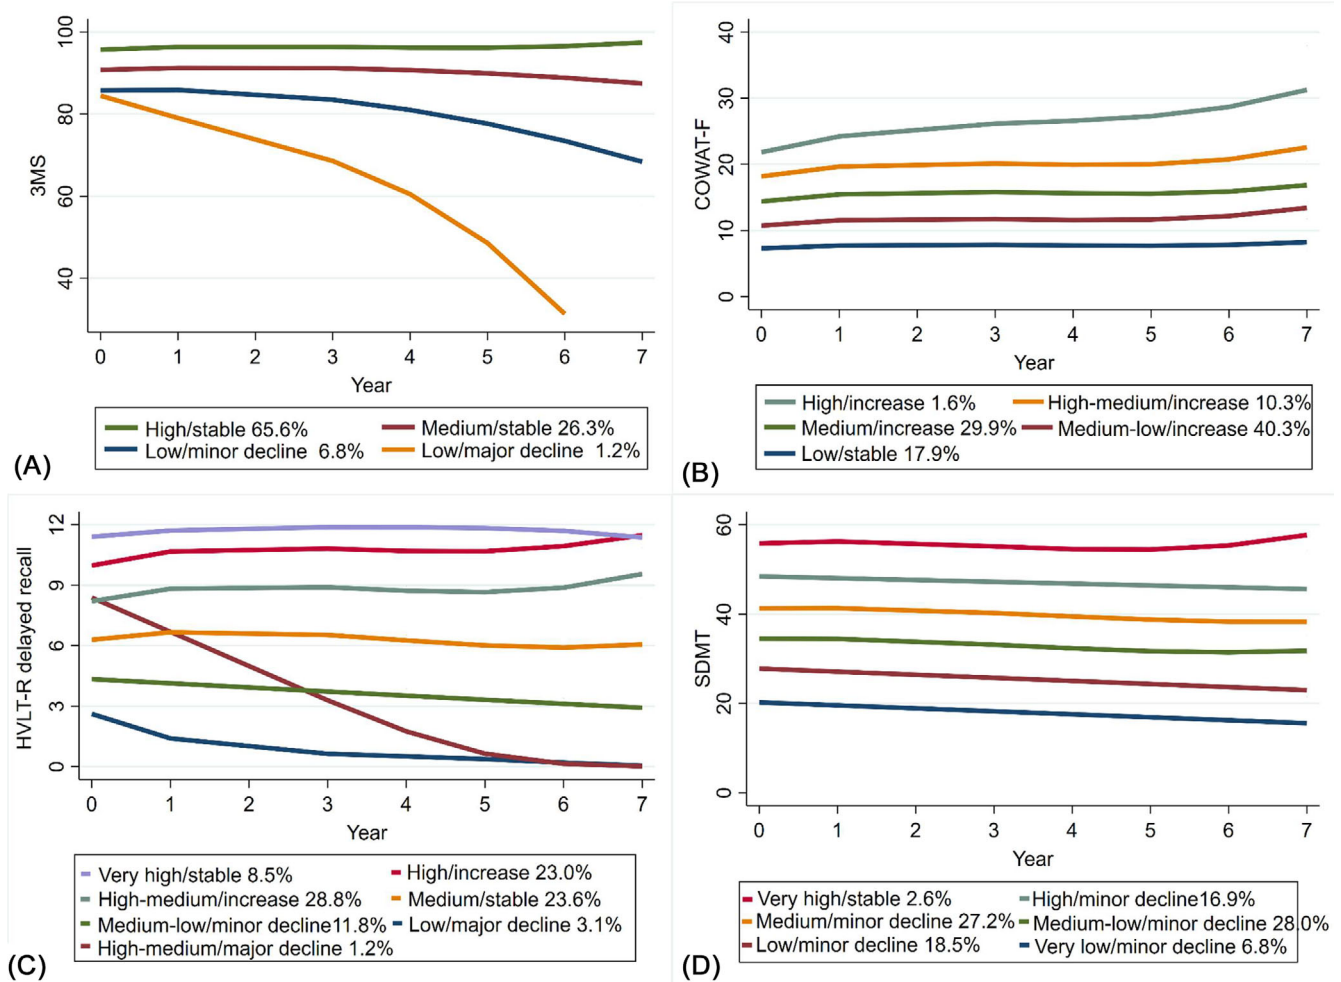 100
80
60
40
3MS
0 1 2 3 4 5 6 7
Year
High/stable 65.6% Medium/stable 26.3%
Low/minor decline 6.8% Low/major decline 1.2%
(A)
40
30
20
10
0
COWAT-F
0 1 2 3 4 5 6 7
Year
High/increase 1.6% High-medium/increase 10.3%
Medium/increase 29.9% Medium-low/increase 40.3%
Low/stable 17.9%
(B)
12
9
6
3
0
HVLT-R delayed recall
0 1 2 3 4 5 6 7
Year
Very high/stable 8.5% High/increase 23.0%
High-medium/increase 28.8% Medium/stable 23.6%
Medium-low/minor decline11.8% Low/major decline 3.1%
High-medium/major decline 1.2%
(C)
60
40
20
0
SDMT
0 1 2 3 4 5 6 7
Year
Very high/stable 2.6% High/minor decline16.9%
Medium/minor decline 27.2% Medium-low/minor decline 28.0%
Low/minor decline 18.5% Very low/minor decline 6.8%
(D)